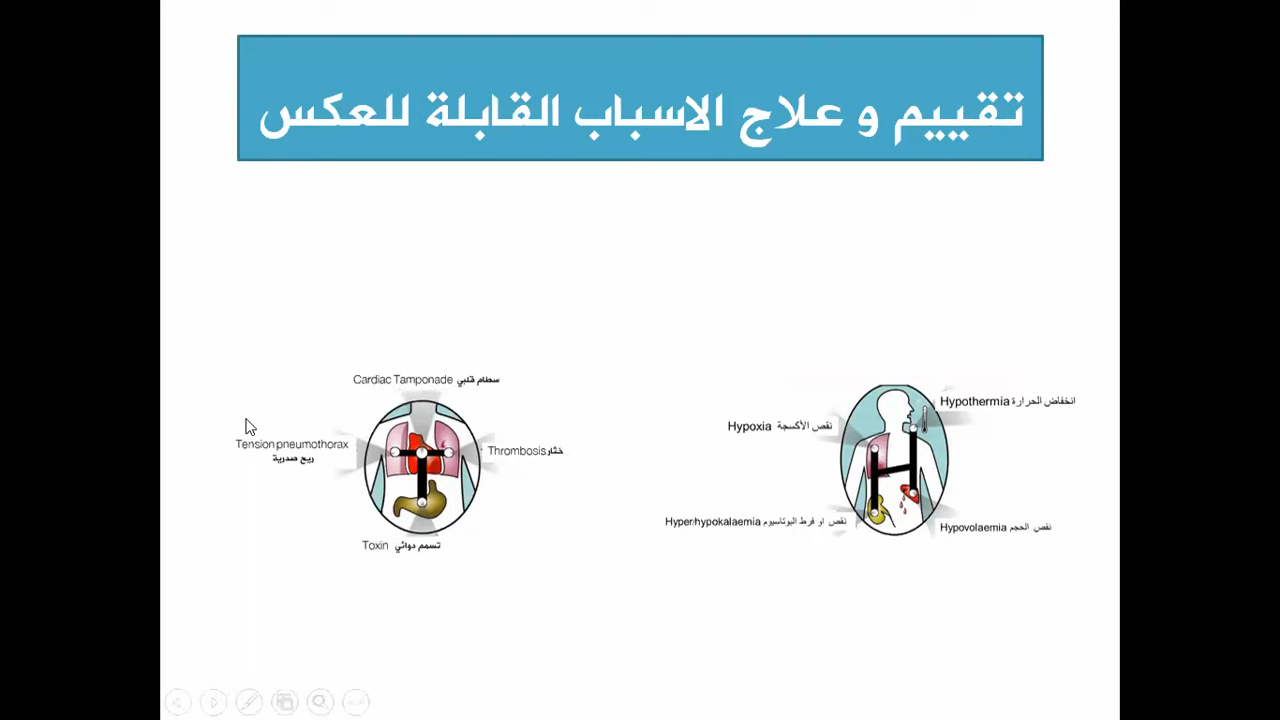 تقييم و علاج الاسباب القابلة للعكس
Hypothermia انخفاض الحرارة
Hypoxia نقص الأكسجة
Hyper/hypokalaemia نقص او فرط البوتاسيوم
Hypovolaemia نقص الحجم
Cardiac Tamponade سطام قلبي
Tension pneumothorax
ريح صدرية
Thrombosis خثار
Toxin تسمم دوائي